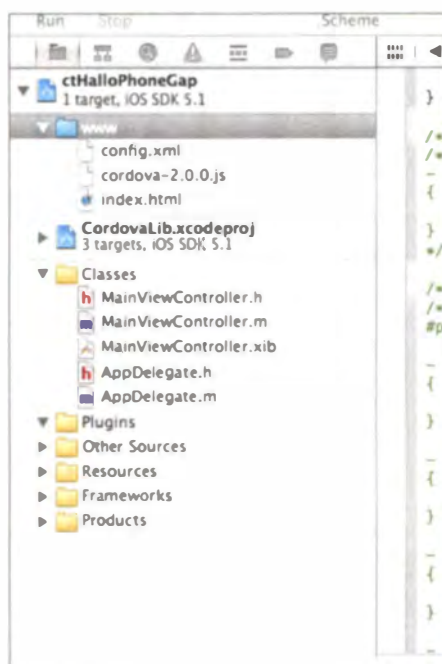 Run Stop Scheme
ctHalloPhoneGap
1 target, iOS SDK 5.1
www
config.xml
cordova-2.0.0.js
index.html
CordovaLib.xcodeproj
3 targets, iOS SDK 5.1
Classes
h MainViewController.h
m MainViewController.m
MainViewController.xib
h AppDelegate.h
m AppDelegate.m
Plugins
Other Sources
Resources
Frameworks
Products
}
/*
/*
_
{
}
*/
/*
/*
#p
_
{
}
_
{
}
_
{
}
_